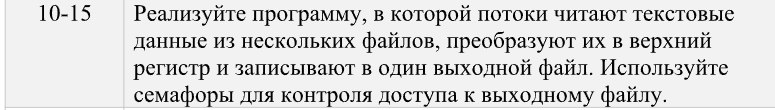 10-15 Реализуйте программу, в которой потоки читают текстовые
данные из нескольких файлов, преобразуют их в верхний
регистр и записывают в один выходной файл. Используйте
семафоры для контроля доступа к выходному файлу.